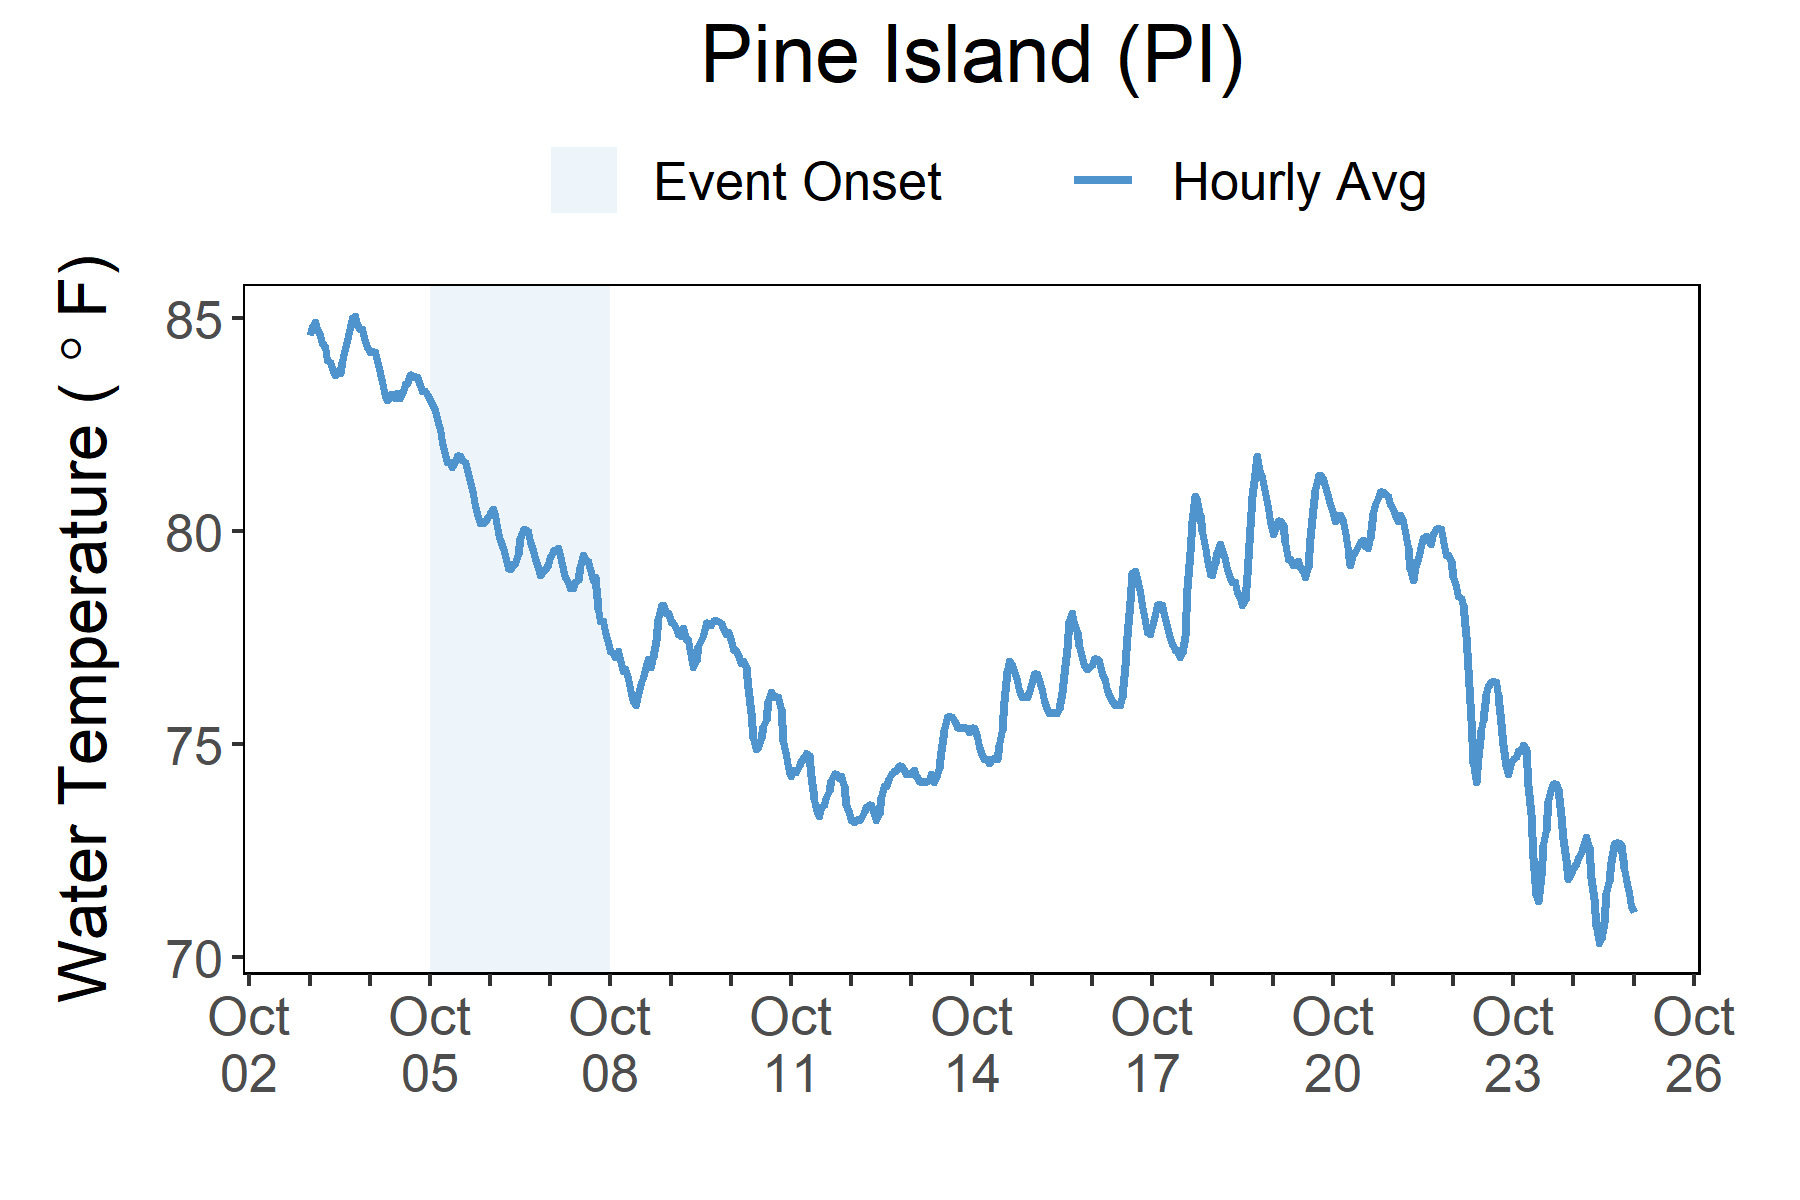 Pine Island (PI)
Event Onset
Hourly Avg
Water Temperature ( ° F)
85
80
75
70
Oct 02
Oct 05
Oct 08
Oct 11
Oct 14
Oct 17
Oct 20
Oct 23
Oct 26